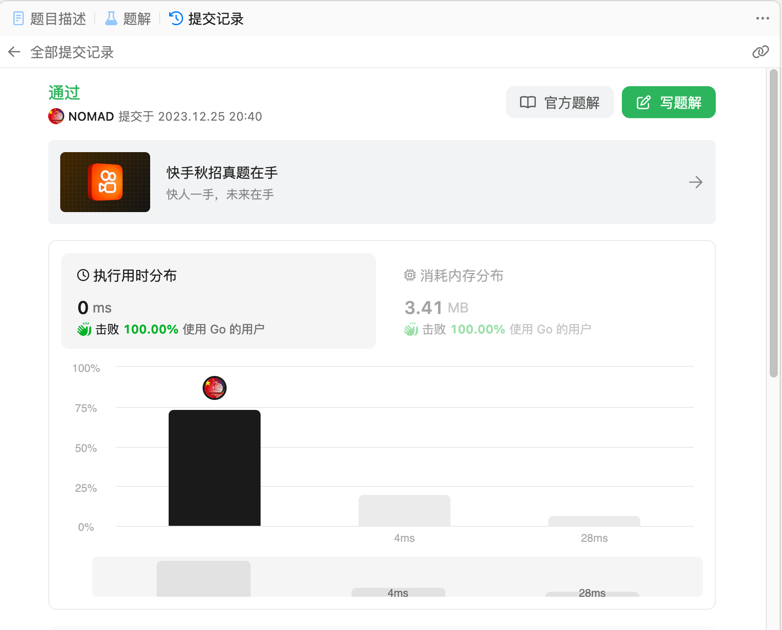 题目描述 题解 提交记录
全部提交记录
通过
NOMAD 提交于 2023.12.25 20:40
官方题解 写题解
快手秋招真题在手
快人一手，未来在手
执行用时分布
0 ms
击败 100.00% 使用 Go 的用户
消耗内存分布
3.41 MB
击败 100.00% 使用 Go 的用户
100%
75%
50%
25%
0%
4ms 28ms
4ms 28ms